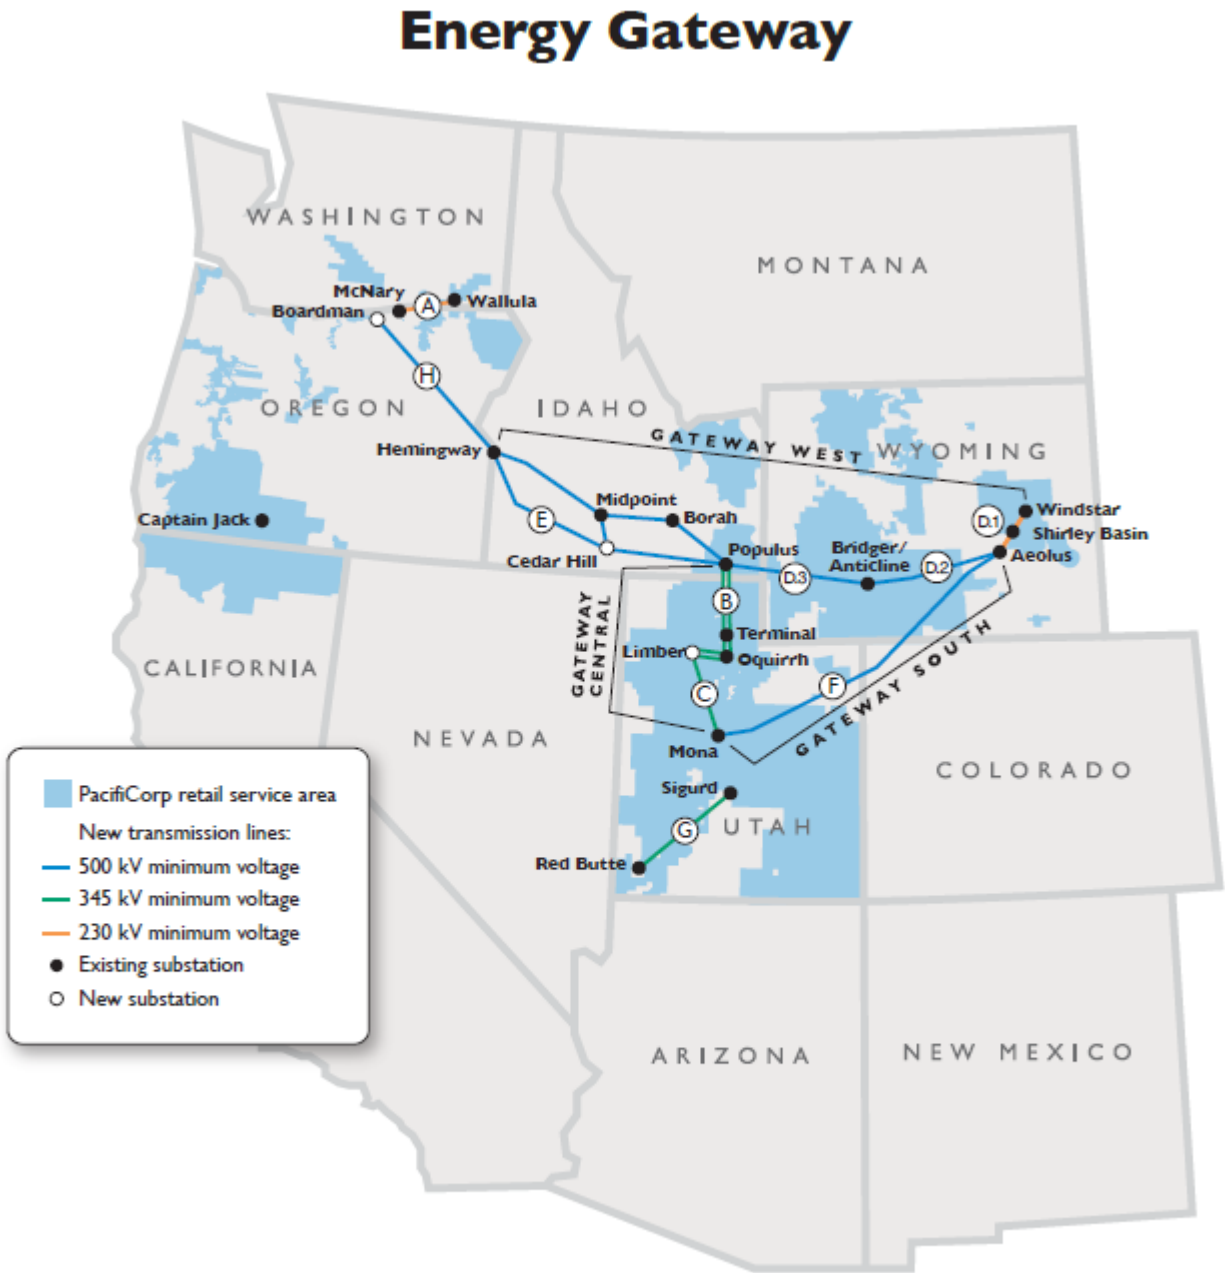 Energy Gateway
WASHINGTON
MONTANA
McNary
A
Wallula
Boardman
H
OREGON
IDAHO
GATEWAY WEST
WYOMING
Hemingway
Midpoint
Windstar
D.1
Captain Jack
E
Borah
Shirley Basin
Cedar Hill
Populus
Bridger/
Anticline
D.2
Aeolus
D.3
B
GATEWAY
CENTRAL
Terminal
Limber
Oquirrh
CALIFORNIA
C
F
GATEWAY SOUTH
NEVADA
Mona
COLORADO
Sigurd
G
UTAH
Red Butte
PacifiCorp retail service area
New transmission lines:
500 kV minimum voltage
345 kV minimum voltage
230 kV minimum voltage
Existing substation
New substation
ARIZONA
NEW MEXICO